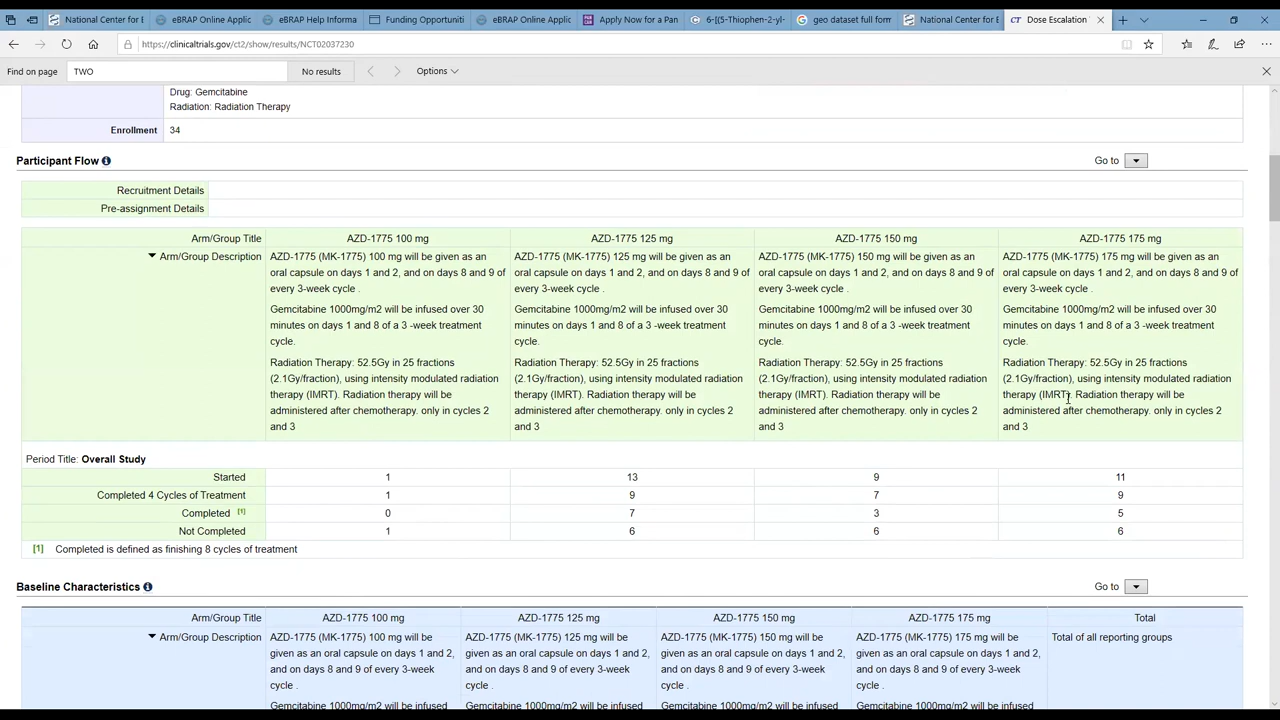 National Center for E
eBRAP Online Applic
eBRAP Help Informa
Funding Opportuniti
eBRAP Online Applic
Apply Now for a Pan
6-[(5-Thiophen-2-yl-
geo dataset full form
National Center for E
CT Dose Escalation
https://clinicaltrials.gov/ct2/show/results/NCT02037230
Find on page TWO No results Options
Drug: Gemcitabine
Radiation: Radiation Therapy
Enrollment 34
Participant Flow Go to
Recruitment Details
Pre-assignment Details
Arm/Group Title AZD-1775 100 mg AZD-1775 125 mg AZD-1775 150 mg AZD-1775 175 mg
Arm/Group Description
AZD-1775 (MK-1775) 100 mg will be given as an
oral capsule on days 1 and 2, and on days 8 and 9 of
every 3-week cycle .
Gemcitabine 1000mg/m2 will be infused over 30
minutes on days 1 and 8 of a 3 -week treatment
cycle.
Radiation Therapy: 52.5Gy in 25 fractions
(2.1Gy/fraction), using intensity modulated radiation
therapy (IMRT). Radiation therapy will be
administered after chemotherapy. only in cycles 2
and 3
AZD-1775 (MK-1775) 125 mg will be given as an
oral capsule on days 1 and 2, and on days 8 and 9 of
every 3-week cycle .
Gemcitabine 1000mg/m2 will be infused over 30
minutes on days 1 and 8 of a 3 -week treatment
cycle.
Radiation Therapy: 52.5Gy in 25 fractions
(2.1Gy/fraction), using intensity modulated radiation
therapy (IMRT). Radiation therapy will be
administered after chemotherapy. only in cycles 2
and 3
AZD-1775 (MK-1775) 150 mg will be given as an
oral capsule on days 1 and 2, and on days 8 and 9 of
every 3-week cycle .
Gemcitabine 1000mg/m2 will be infused over 30
minutes on days 1 and 8 of a 3 -week treatment
cycle.
Radiation Therapy: 52.5Gy in 25 fractions
(2.1Gy/fraction), using intensity modulated radiation
therapy (IMRT). Radiation therapy will be
administered after chemotherapy. only in cycles 2
and 3
AZD-1775 (MK-1775) 175 mg will be given as an
oral capsule on days 1 and 2, and on days 8 and 9 of
every 3-week cycle .
Gemcitabine 1000mg/m2 will be infused over 30
minutes on days 1 and 8 of a 3 -week treatment
cycle.
Radiation Therapy: 52.5Gy in 25 fractions
(2.1Gy/fraction), using intensity modulated radiation
therapy (IMRT). Radiation therapy will be
administered after chemotherapy. only in cycles 2
and 3
Period Title: Overall Study
Started 1 13 9 11
Completed 4 Cycles of Treatment 1 9 7 9
Completed [1] 0 7 3 5
Not Completed 1 6 6 6
[1] Completed is defined as finishing 8 cycles of treatment
Baseline Characteristics Go to
Arm/Group Title AZD-1775 100 mg AZD-1775 125 mg AZD-1775 150 mg AZD-1775 175 mg Total
Arm/Group Description
AZD-1775 (MK-1775) 100 mg will be
given as an oral capsule on days 1 and 2,
and on days 8 and 9 of every 3-week
cycle .
Gemcitabine 1000mg/m2 will be infused
AZD-1775 (MK-1775) 125 mg will be
given as an oral capsule on days 1 and 2,
and on days 8 and 9 of every 3-week
cycle .
Gemcitabine 1000mg/m2 will be infused
AZD-1775 (MK-1775) 150 mg will be
given as an oral capsule on days 1 and 2,
and on days 8 and 9 of every 3-week
cycle .
Gemcitabine 1000mg/m2 will be infused
AZD-1775 (MK-1775) 175 mg will be
given as an oral capsule on days 1 and 2,
and on days 8 and 9 of every 3-week
cycle .
Gemcitabine 1000mg/m2 will be infused
Total of all reporting groups